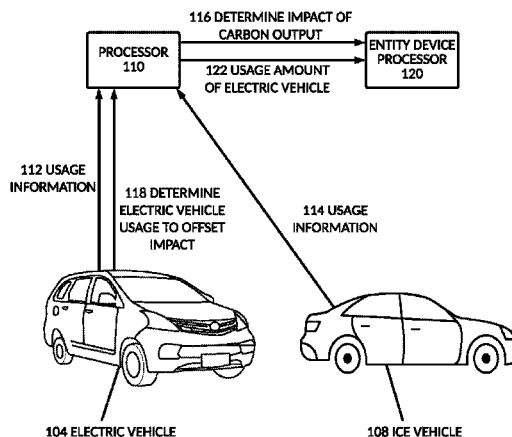 116 DETERMINE IMPACT OF
CARBON OUTPUT
PROCESSOR
110
ENTITY DEVICE
PROCESSOR
120
122 USAGE AMOUNT
OF ELECTRIC VEHICLE
112 USAGE
INFORMATION
118 DETERMINE
ELECTRIC VEHICLE
USAGE TO OFFSET
IMPACT
114 USAGE
INFORMATION
104 ELECTRIC VEHICLE
108 ICE VEHICLE